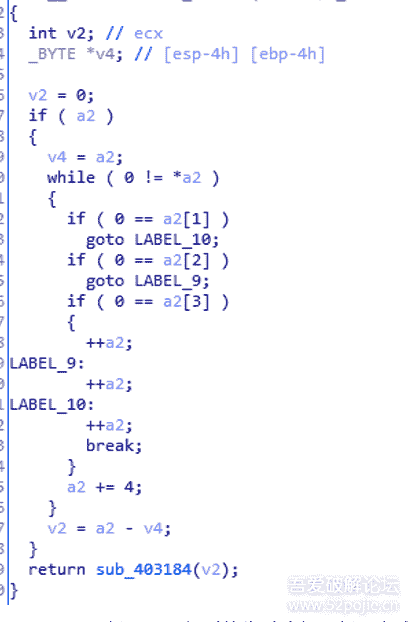 {
int v2; // ecx
_BYTE *v4; // [esp-4h] [ebp-4h]
v2 = 0;
if ( a2 )
{
v4 = a2;
while ( 0 != *a2 )
{
if ( 0 == a2[1] )
goto LABEL_10;
if ( 0 == a2[2] )
goto LABEL_9;
if ( 0 == a2[3] )
{
++a2;
LABEL_9:
++a2;
LABEL_10:
++a2;
break;
}
a2 += 4;
}
v2 = a2 - v4;
}
return sub_403184(v2);
}
吾爱破解论坛
www.52pojie.cn